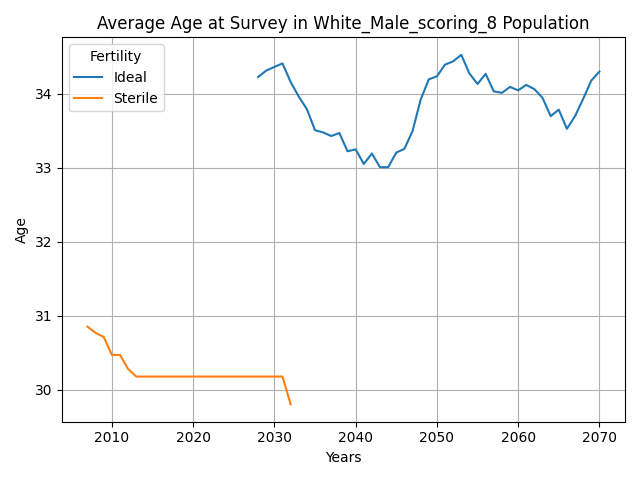 Average Age at Survey in White_Male_scoring_8 Population
Fertility
Ideal
Sterile
Age
34
33
32
31
30
2010 2020 2030 2040 2050 2060 2070
Years